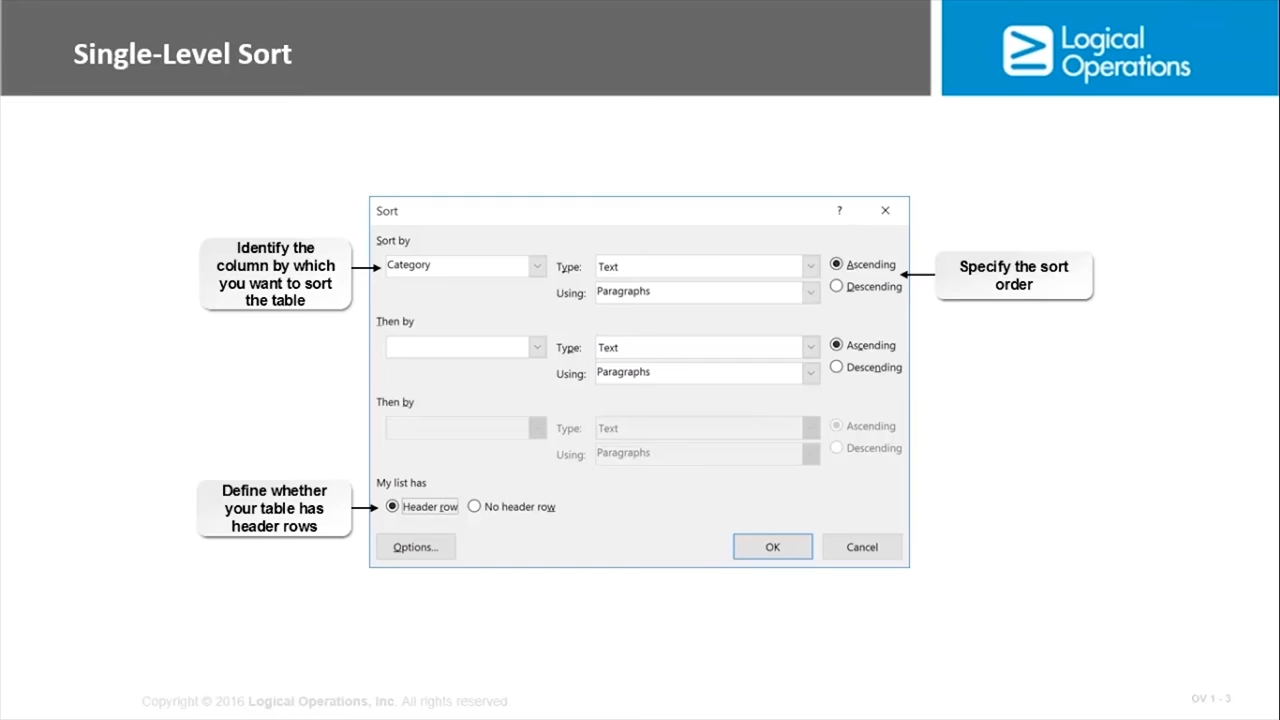 Single-Level Sort
Logical
Operations
Sort
?
Sort by
Identify the
column by which
you want to sort
the table
Category
Type:
Text
Ascending
Using:
Paragraphs
Descending
Specify the sort
order
Then by
Type:
Text
Ascending
Using:
Paragraphs
Descending
Then by
Type:
Text
Ascending
Using:
Paragraphs
Descending
My list has
Define whether
your table has
header rows
Header row
No header row
Options...
OK
Cancel
Copyright © 2016 Logical Operations, Inc. All rights reserved
OV 1 - 3